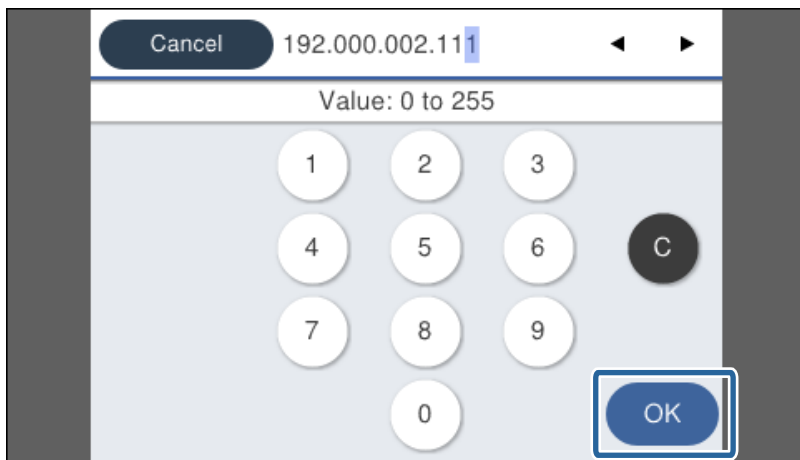 Cancel 192.000.002.111 ◀ ▶
Value: 0 to 255
1 2 3
4 5 6 C
7 8 9
0 OK